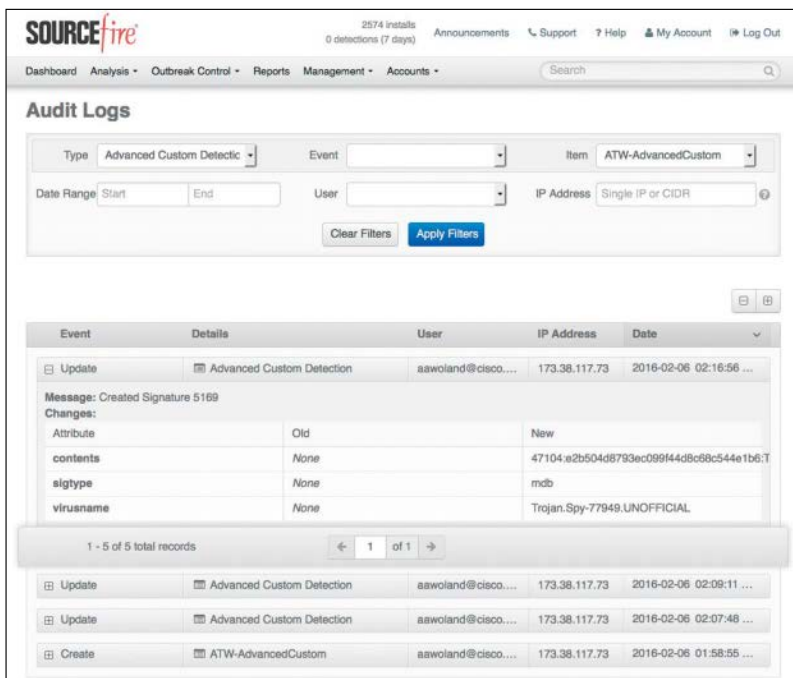 SOURCEfire
2574 installs
0 detections (7 days)
Announcements
Support
? Help
My Account
Log Out
Dashboard Analysis Outbreak Control Reports Management Accounts
Search
Audit Logs
Type Advanced Custom Detectic Event Item ATW-AdvancedCustom
Date Range Start End User IP Address Single IP or CIDR ?
Clear Filters Apply Filters
Event Details User IP Address Date
Update Advanced Custom Detection aawoland@cisco.... 173.38.117.73 2016-02-06 02:16:56 ...
Message: Created Signature 5169
Changes:
Attribute Old New
contents None 47104:e2b504d8793ec099f44d8c68c544e1b6:T
sigtype None mdb
virusname None Trojan.Spy-77949.UNOFFICIAL
1 - 5 of 5 total records ← 1 of 1 →
Update Advanced Custom Detection aawoland@cisco.... 173.38.117.73 2016-02-06 02:09:11 ...
Update Advanced Custom Detection aawoland@cisco.... 173.38.117.73 2016-02-06 02:07:48 ...
Create ATW-AdvancedCustom aawoland@cisco.... 173.38.117.73 2016-02-06 01:58:55 ...